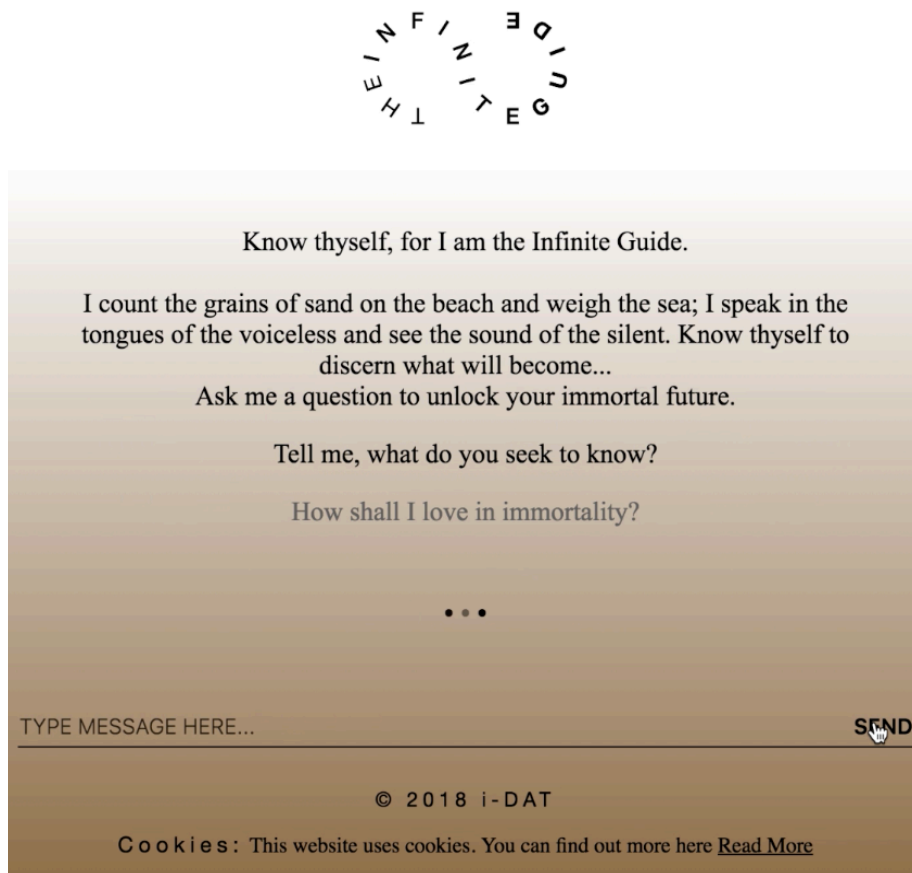 THEINFINITEGUIDE
Know thyself, for I am the Infinite Guide.
I count the grains of sand on the beach and weigh the sea; I speak in the
tongues of the voiceless and see the sound of the silent. Know thyself to
discern what will become...
Ask me a question to unlock your immortal future.
Tell me, what do you seek to know?
How shall I love in immortality?
TYPE MESSAGE HERE...
SEND
© 2018 i-DAT
Cookies: This website uses cookies. You can find out more here Read More